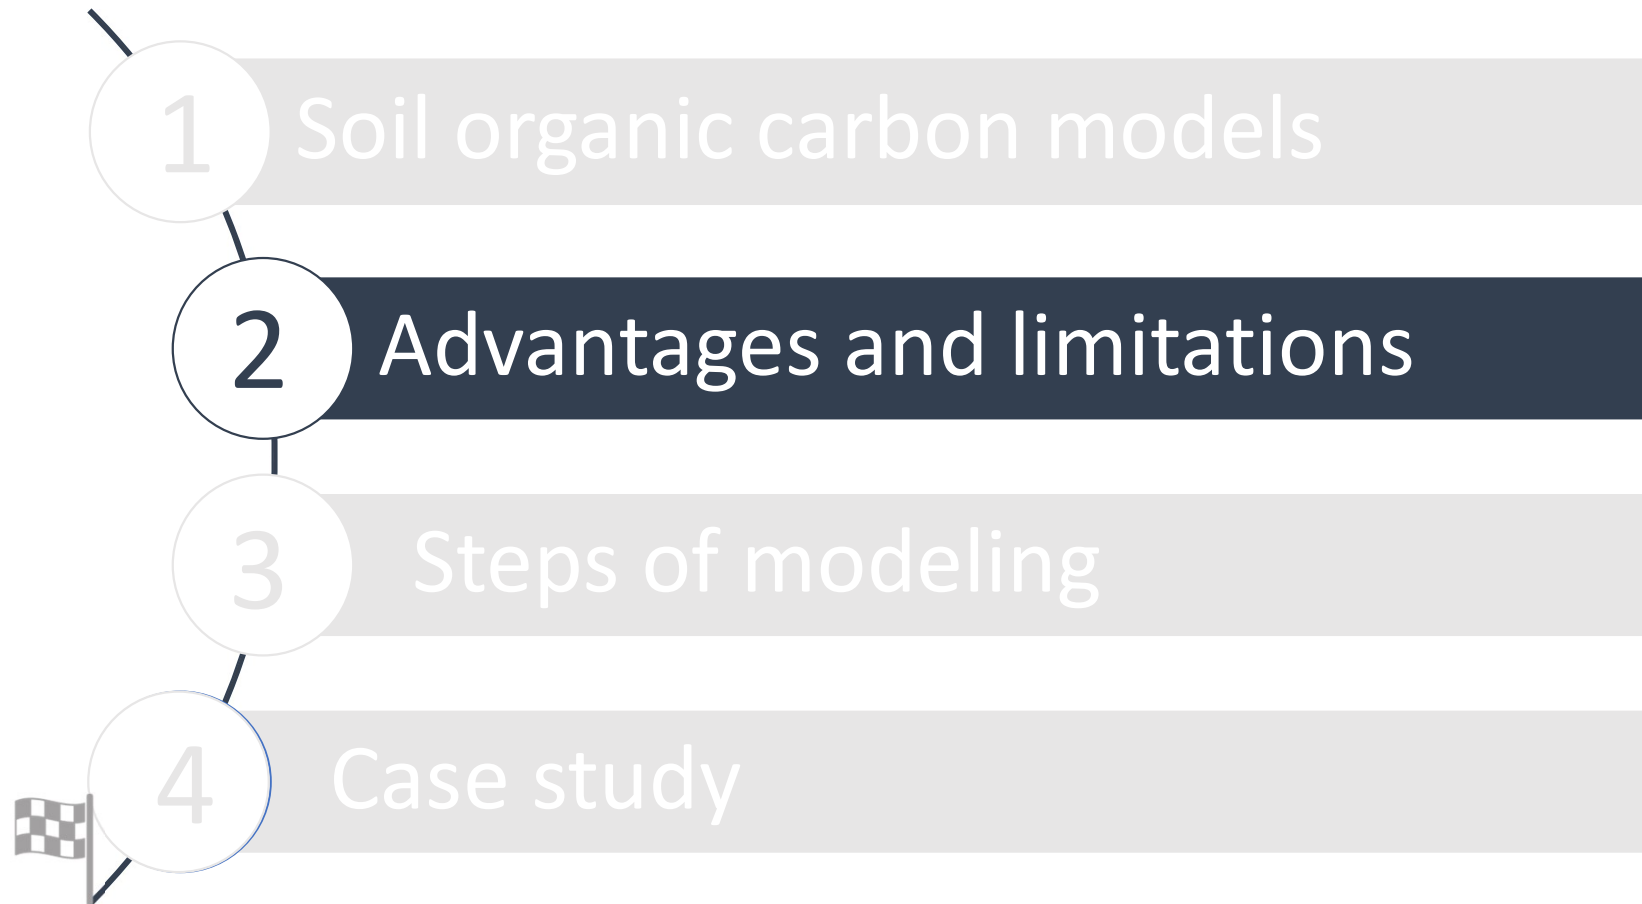 1 Soil organic carbon models
2 Advantages and limitations
3 Steps of modeling
4 Case study